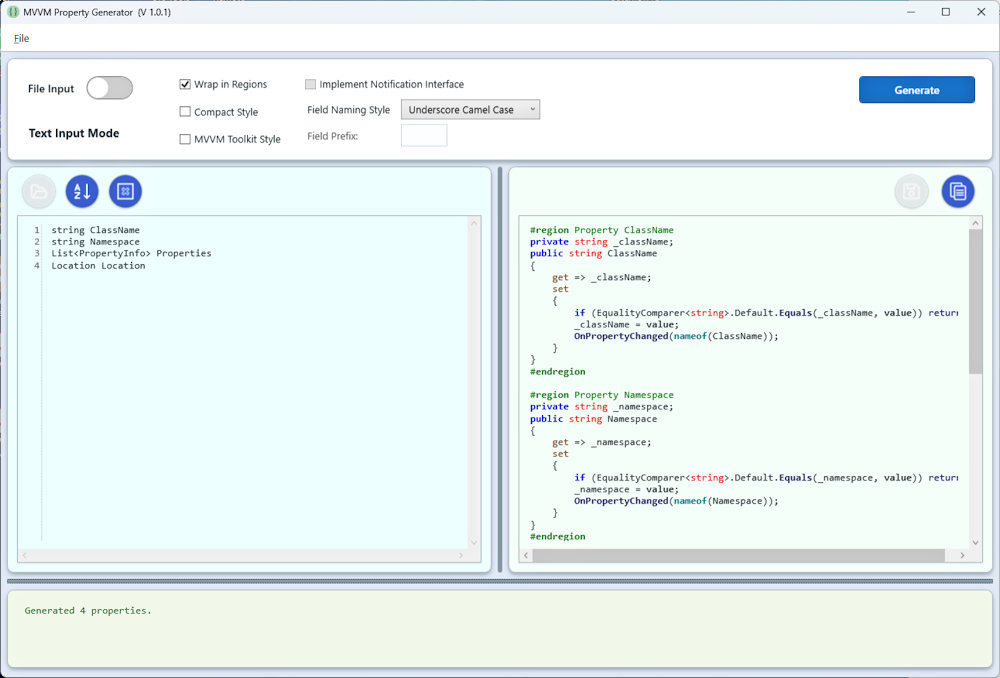 MVVM Property Generator (V 1.0.1)
File
File Input
Wrap in Regions
Implement Notification Interface
Generate
Compact Style
Field Naming Style
Underscore Camel Case
Text Input Mode
MVVM Toolkit Style
Field Prefix:
1 string ClassName
2 string Namespace
3 List<PropertyInfo> Properties
4 Location Location
#region Property ClassName
private string _className;
public string ClassName
{
    get => _className;
    set
    {
        if (EqualityComparer<string>.Default.Equals(_className, value)) return
        _className = value;
        OnPropertyChanged(nameof(ClassName));
    }
}
#endregion
#region Property Namespace
private string _namespace;
public string Namespace
{
    get => _namespace;
    set
    {
        if (EqualityComparer<string>.Default.Equals(_namespace, value)) return
        _namespace = value;
        OnPropertyChanged(nameof(Namespace));
    }
}
#endregion
Generated 4 properties.